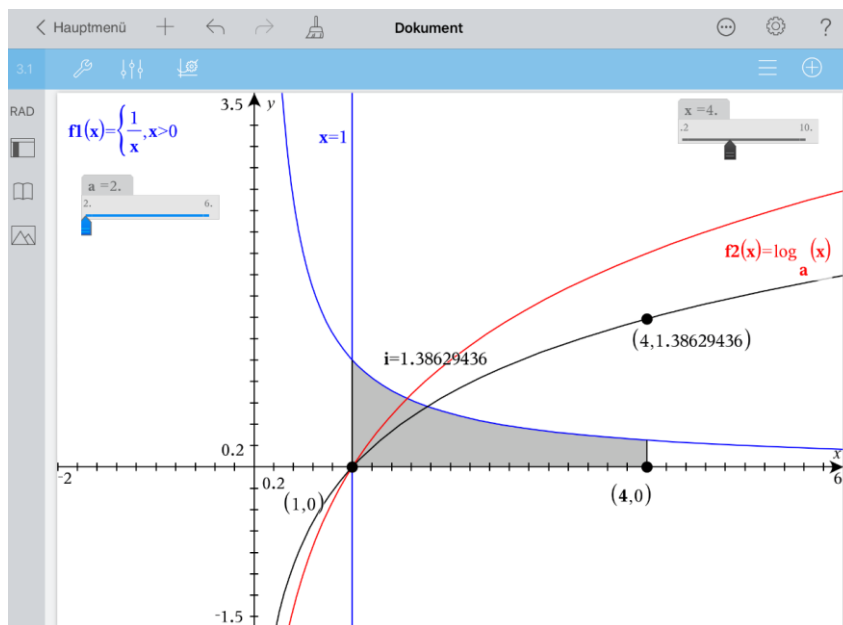 Hauptmenü
Dokument
?
3.1
RAD
3.5
y
f1(x)={1/x,x>0
x=1
x =4.
.2
10.
a =2.
2.
6.
f2(x)=log a (x)
(4,1.38629436)
i=1.38629436
0.2
x
-2
0.2
6
(1,0)
(4,0)
-1.5